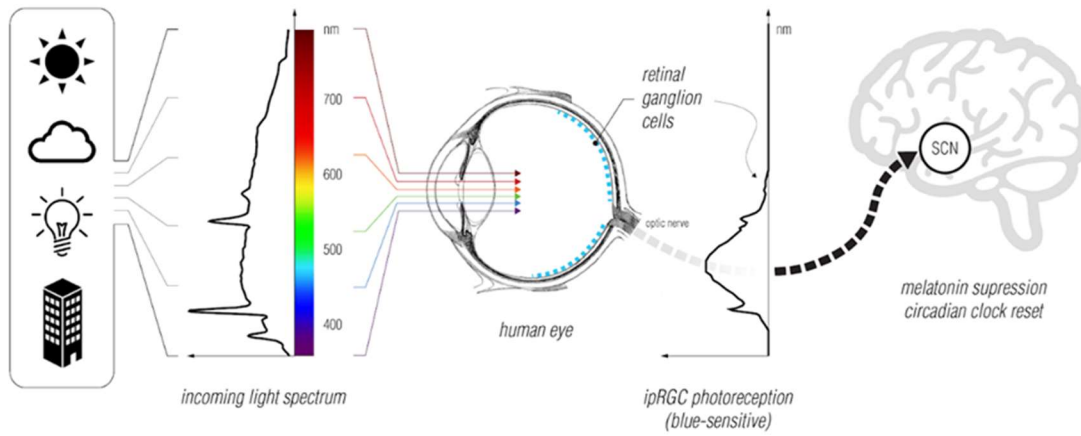 nm
700
600
500
400
incoming light spectrum
human eye
retinal
ganglion
cells
optic nerve
nm
ipRGC photoreception
(blue-sensitive)
SCN
melatonin supression
circadian clock reset